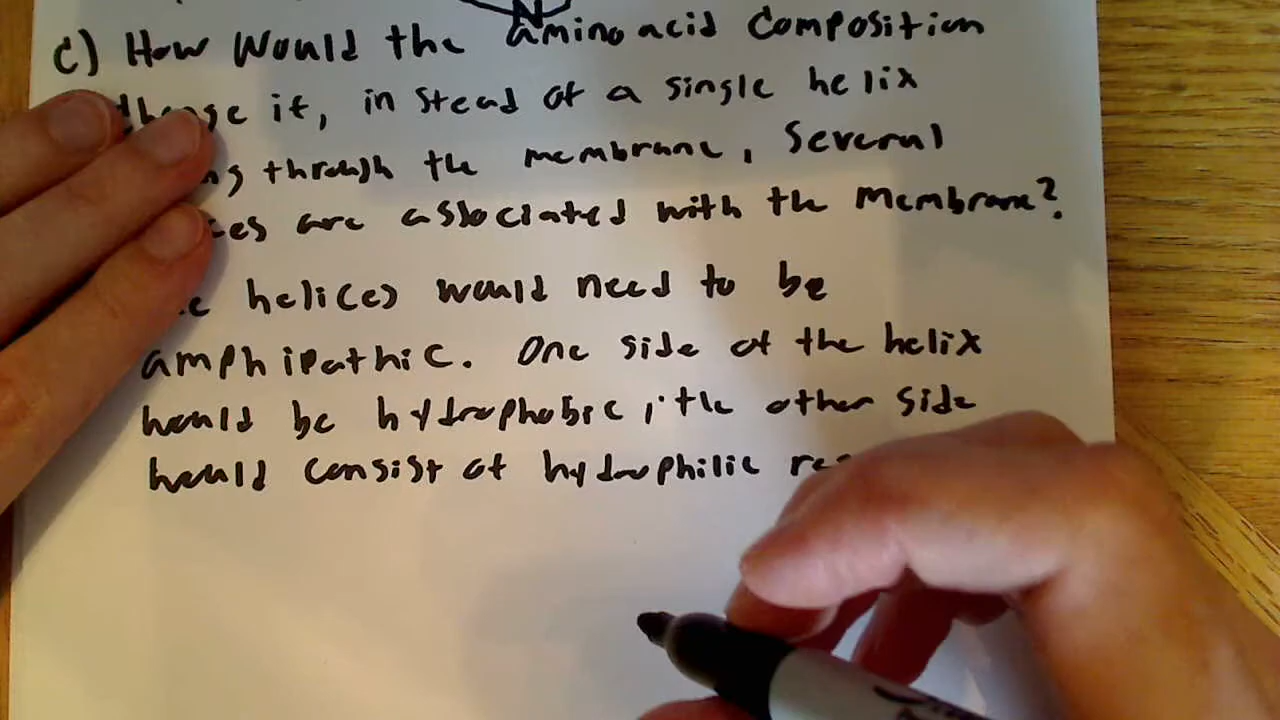 N
C) How Would the amino acid composition
change if, in stead of a single helix
through the membrane, several
are associated with the membrane?
helices would need to be
amphipathic. One side of the helix
would be hydrophobic, the other side
would consist of hydrophilic